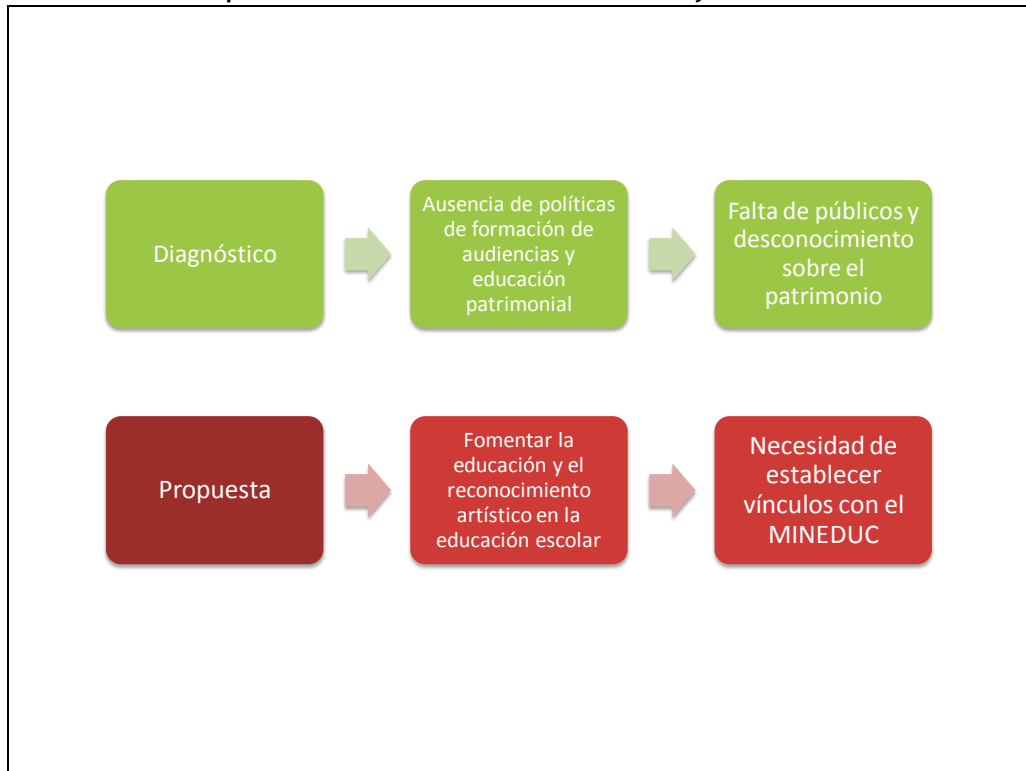 Diagnóstico
Ausencia de políticas
de formación de
audiencias y
educación
patrimonial
Falta de públicos y
desconocimiento
sobre el
patrimonio
Propuesta
Fomentar la
educación y el
reconocimiento
artístico en la
educación escolar
Necesidad de
establecer
vínculos con el
MINEDUC